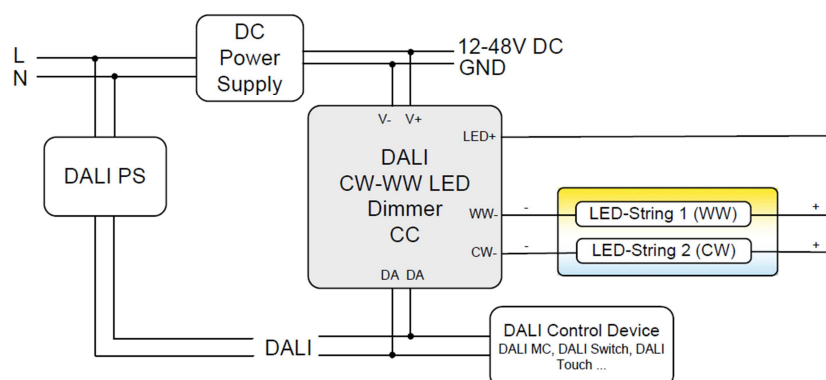 L
N
DC
Power
Supply
12-48V DC
GND
DALI PS
V- V+
LED+
DALI
CW-WW LED
Dimmer
CC
WW-
CW-
DA DA
-
LED-String 1 (WW)
+
-
LED-String 2 (CW)
+
DALI
DALI Control Device
DALI MC, DALI Switch, DALI
Touch ...